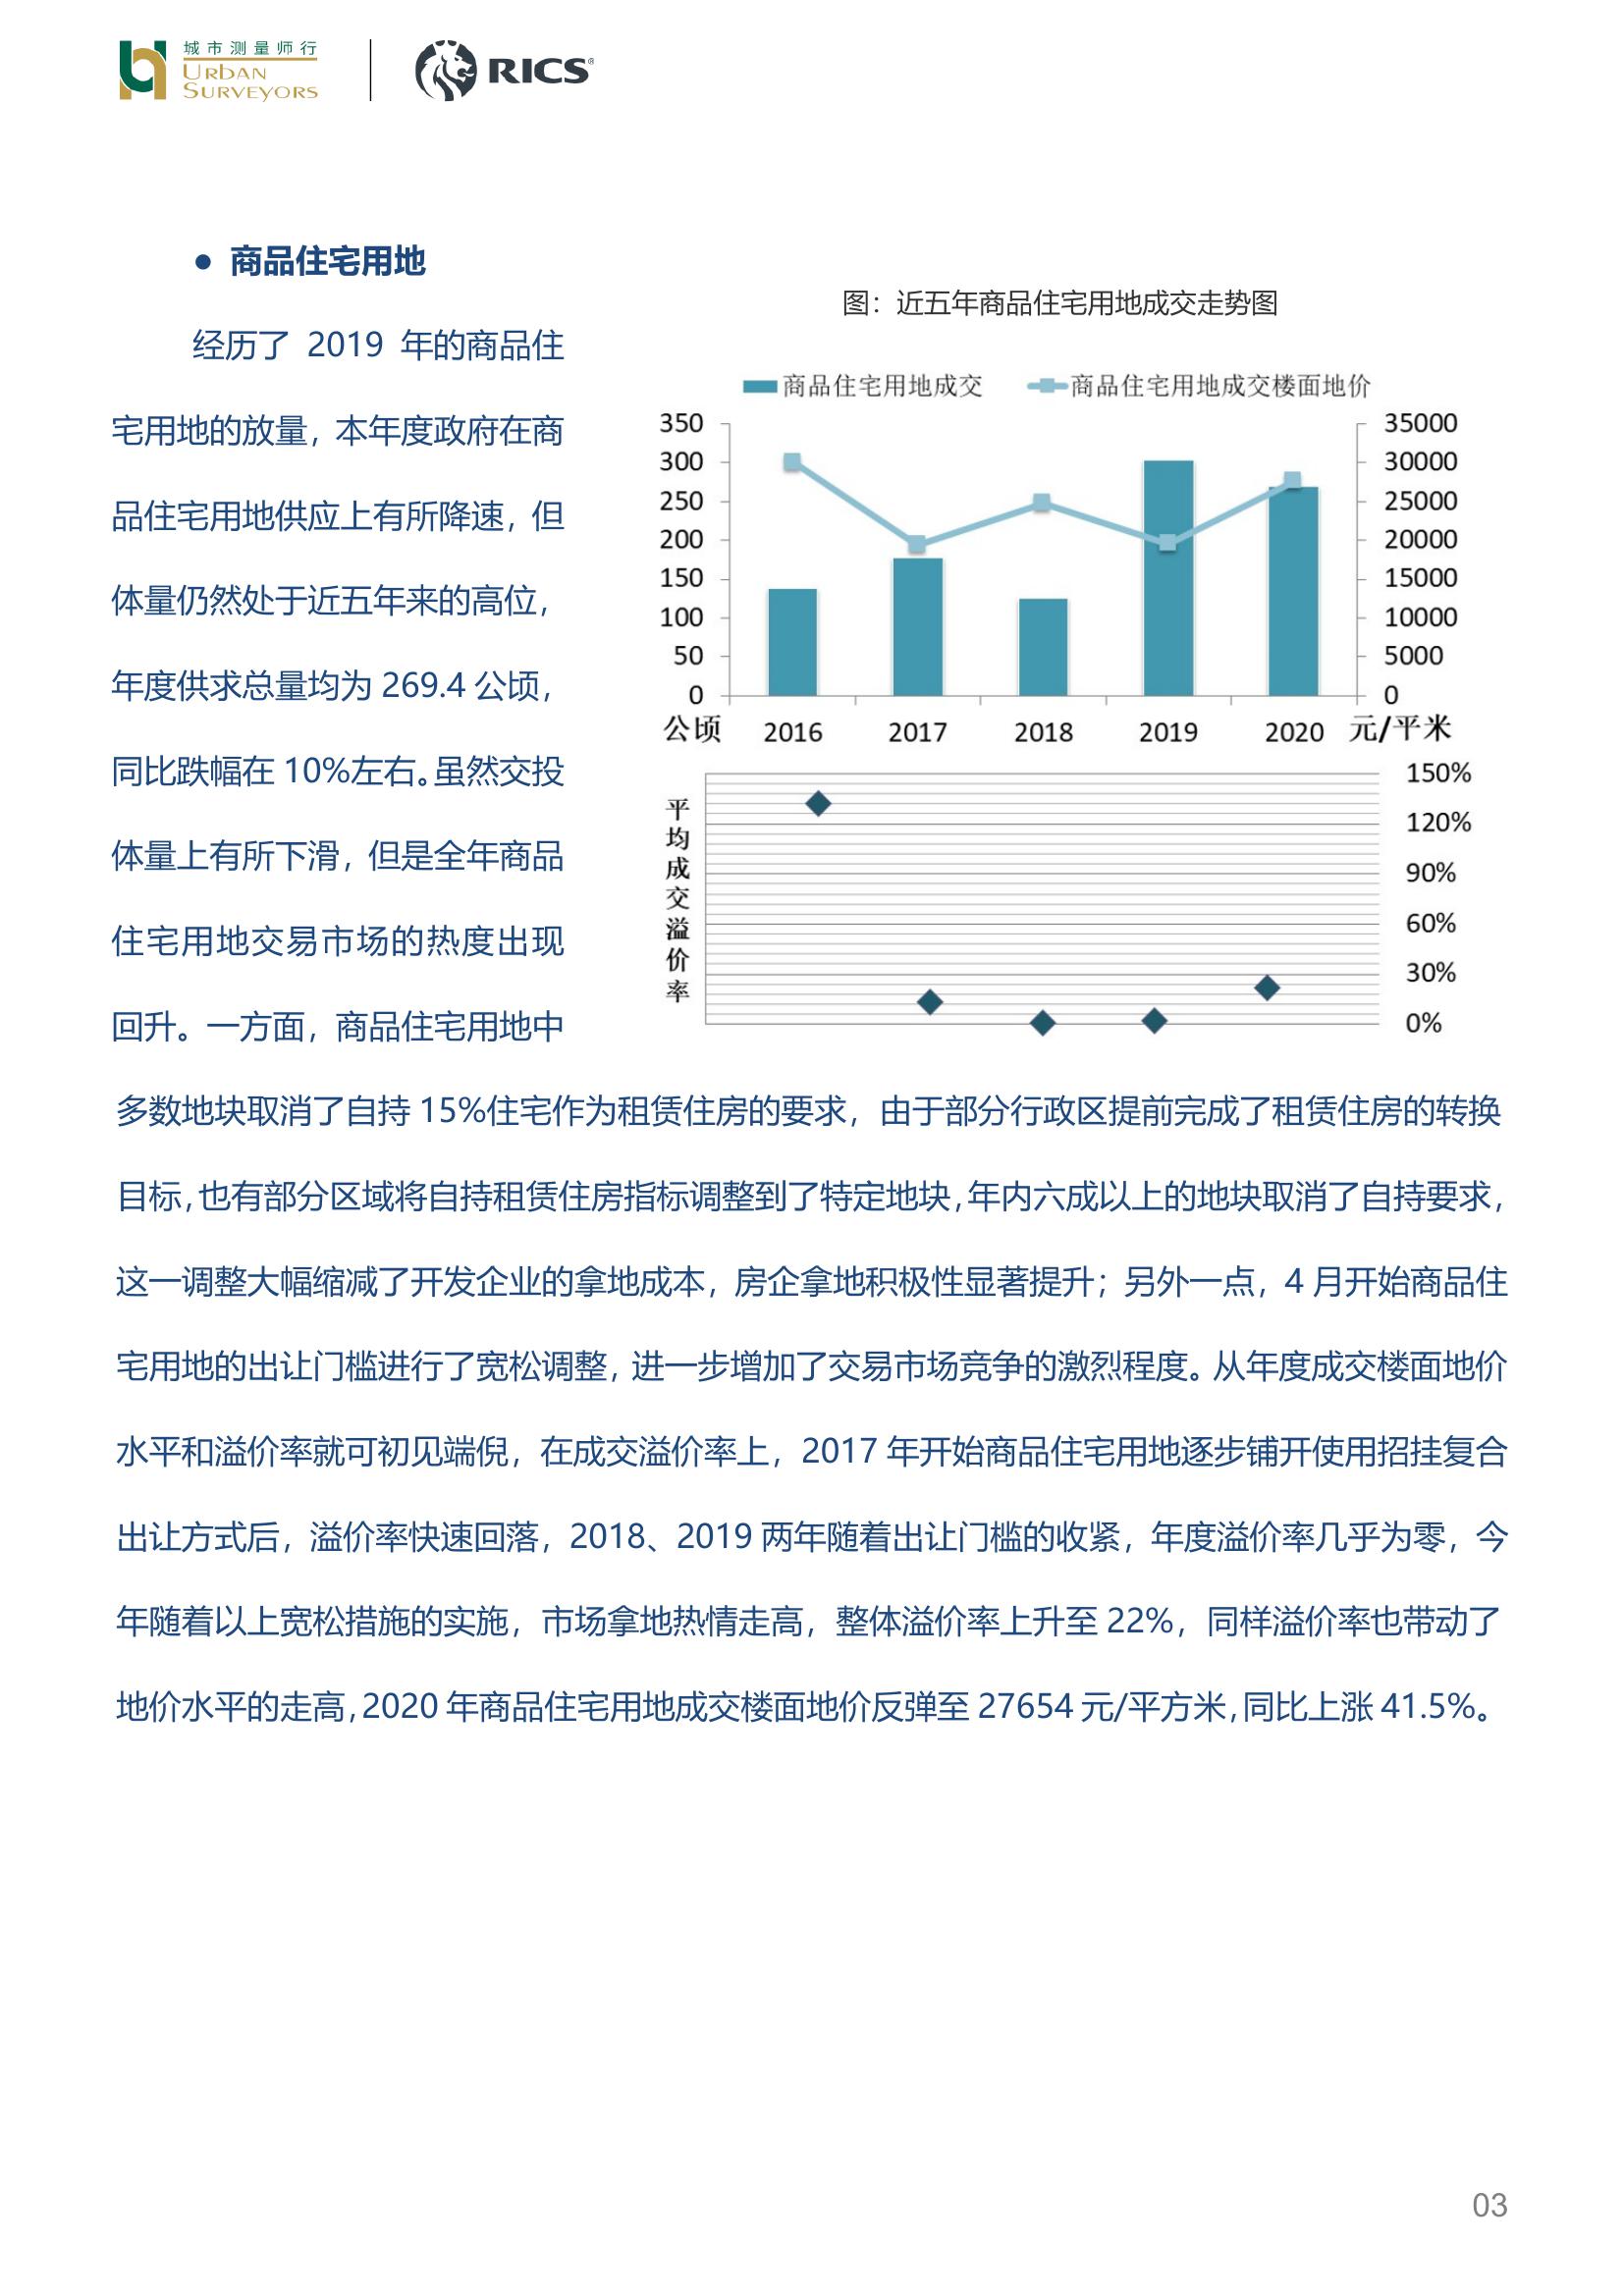 城市测量师行
URBAN
SURVEYORS
RICS®
● 商品住宅用地
经历了 2019 年的商品住
宅用地的放量，本年度政府在商
品住宅用地供应上有所降速，但
体量仍然处于近五年来的高位，
年度供求总量均为 269.4 公顷，
同比跌幅在 10%左右。虽然交投
体量上有所下滑，但是全年商品
住宅用地交易市场的热度出现
回升。一方面，商品住宅用地中
图：近五年商品住宅用地成交走势图
商品住宅用地成交 商品住宅用地成交楼面地价
350 35000
300 30000
250 25000
200 20000
150 15000
100 10000
50 5000
0 0
公顷 2016 2017 2018 2019 2020 元/平米
平均成交溢价率
150%
120%
90%
60%
30%
0%
多数地块取消了自持 15%住宅作为租赁住房的要求，由于部分行政区提前完成了租赁住房的转换
目标，也有部分区域将自持租赁住房指标调整到了特定地块，年内六成以上的地块取消了自持要求，
这一调整大幅缩减了开发企业的拿地成本，房企拿地积极性显著提升；另外一点，4 月开始商品住
宅用地的出让门槛进行了宽松调整，进一步增加了交易市场竞争的激烈程度。从年度成交楼面地价
水平和溢价率就可初见端倪，在成交溢价率上，2017 年开始商品住宅用地逐步铺开使用招挂复合
出让方式后，溢价率快速回落，2018、2019 两年随着出让门槛的收紧，年度溢价率几乎为零，今
年随着以上宽松措施的实施，市场拿地热情走高，整体溢价率上升至 22%，同样溢价率也带动了
地价水平的走高，2020 年商品住宅用地成交楼面地价反弹至 27654 元/平方米，同比上涨 41.5%。
03